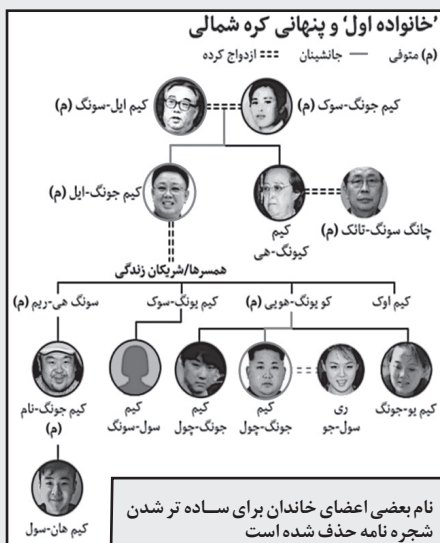 'خانواده اول' و پنهانی کره شمالی
(م) متوفی — جانشینان === ازدواج کرده
کیم ایل-سونگ (م)
کیم جونگ-سوک (م)
کیم جونگ-ایل (م)
کیم
کیونگ-هی
چانگ سونگ-تائک (م)
همسرها/شریکان زندگی
سونگ هی-ریم (م)
کیم یونگ-سوک
کو یونگ-هویی (م)
کیم اوک
کیم جونگ-نام
(م)
کیم
سول-سونگ
کیم
جونگ-چول
کیم
جونگ-چول
ری
سول-جو
کیم یو-جونگ
کیم هان-سول
نام بعضی اعضای خاندان برای ســاده تر شدن
شجره نامه حذف شده است